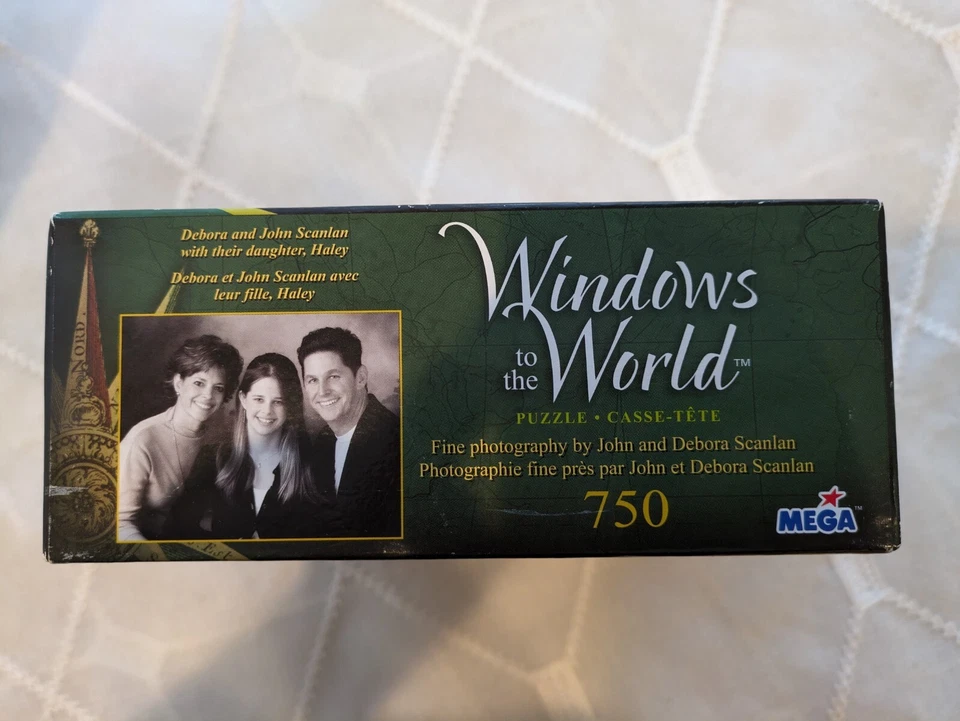 Debora and John Scanlan
with their daughter, Haley
Debora et John Scanlan avec
leur fille, Haley
NORD
Windows
to the World™
PUZZLE • CASSE-TÊTE
Fine photography by John and Debora Scanlan
Photographie fine près par John et Debora Scanlan
750
MEGA™